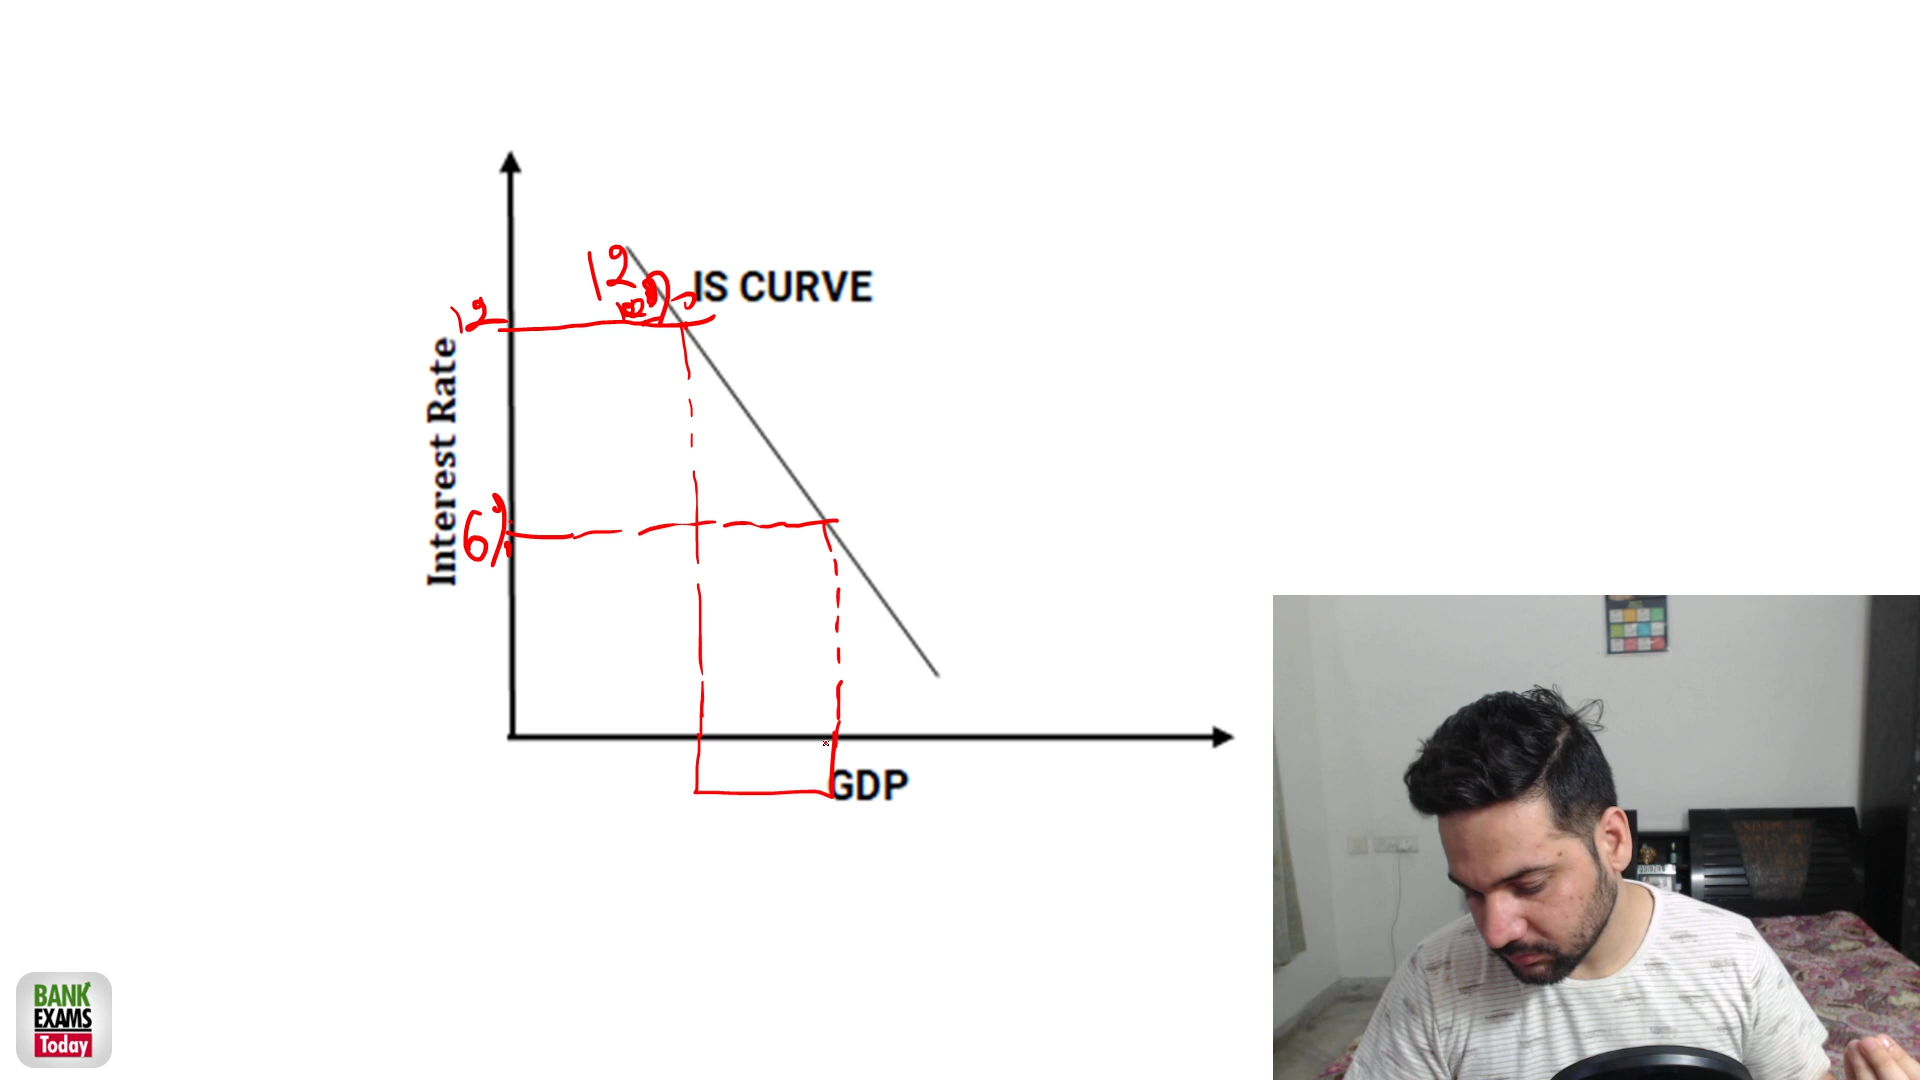 12
IS CURVE
12
Interest Rate
6%
GDP
BANK
EXAMS
Today